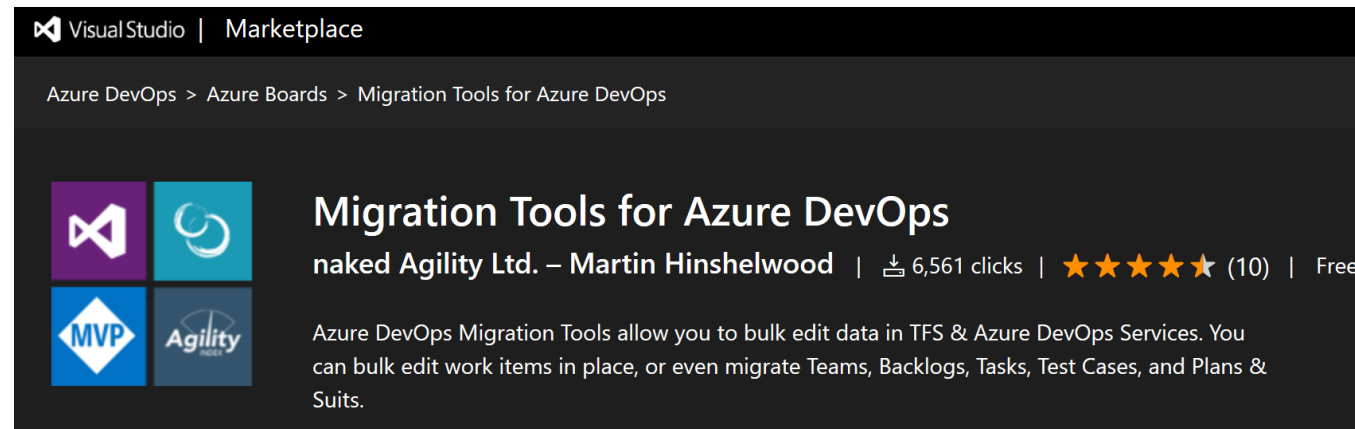 Visual Studio | Marketplace
Azure DevOps > Azure Boards > Migration Tools for Azure DevOps
Migration Tools for Azure DevOps
naked Agility Ltd. – Martin Hinshelwood | 6,561 clicks | (10) | Free
MVP
Agility
INDEX
Azure DevOps Migration Tools allow you to bulk edit data in TFS & Azure DevOps Services. You
can bulk edit work items in place, or even migrate Teams, Backlogs, Tasks, Test Cases, and Plans &
Suits.